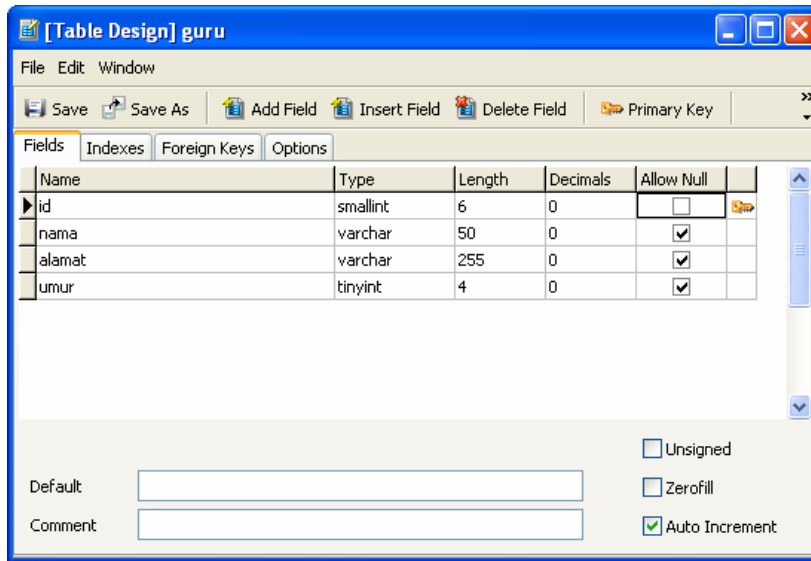 [Table Design] guru
File Edit Window
Save Save As Add Field Insert Field Delete Field Primary Key »
Fields Indexes Foreign Keys Options
Name Type Length Decimals Allow Null
id smallint 6 0
nama varchar 50 0
alamat varchar 255 0
umur tinyint 4 0
Unsigned
Default Zerofill
Comment Auto Increment